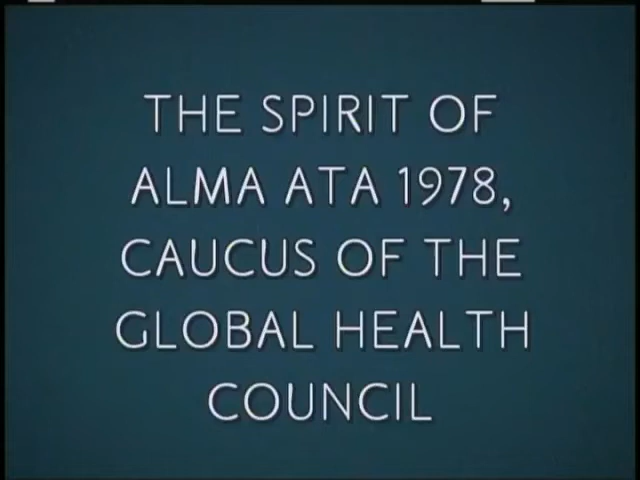 THE SPIRIT OF
ALMA ATA 1978,
CAUCUS OF THE
GLOBAL HEALTH
COUNCIL